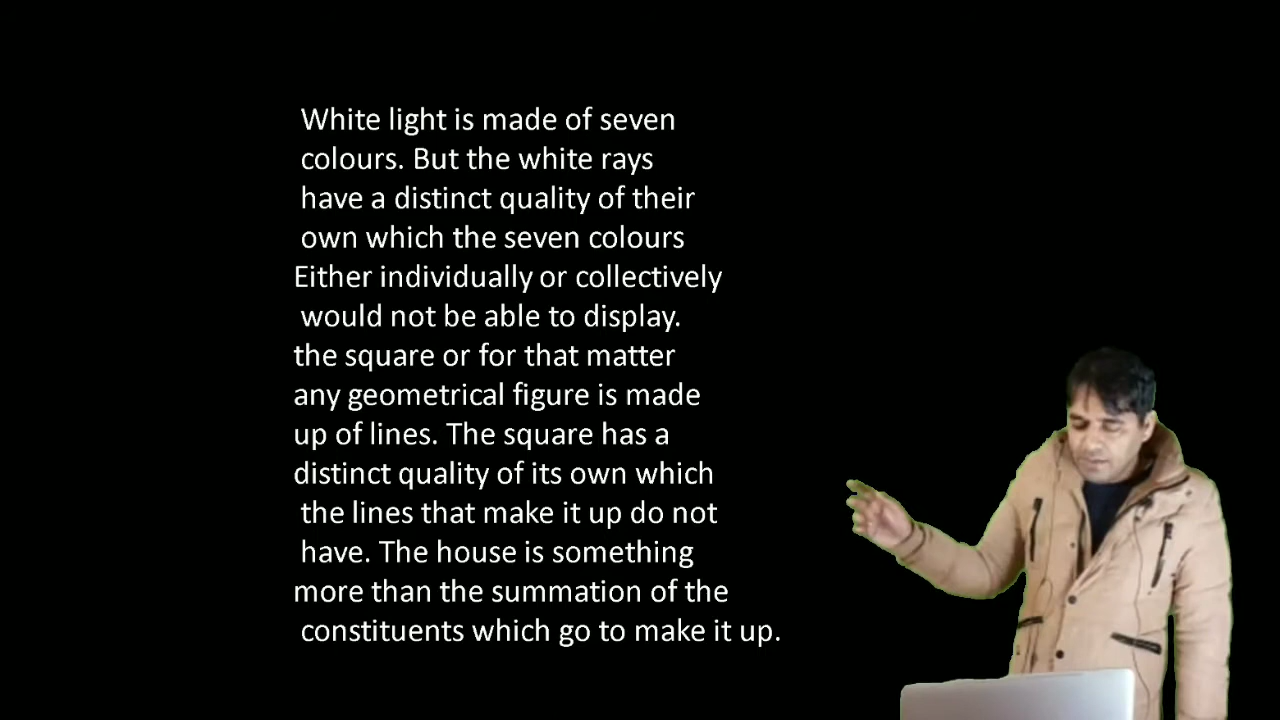 White light is made of seven
colours. But the white rays
have a distinct quality of their
own which the seven colours
Either individually or collectively
would not be able to display.
the square or for that matter
any geometrical figure is made
up of lines. The square has a
distinct quality of its own which
the lines that make it up do not
have. The house is something
more than the summation of the
constituents which go to make it up.